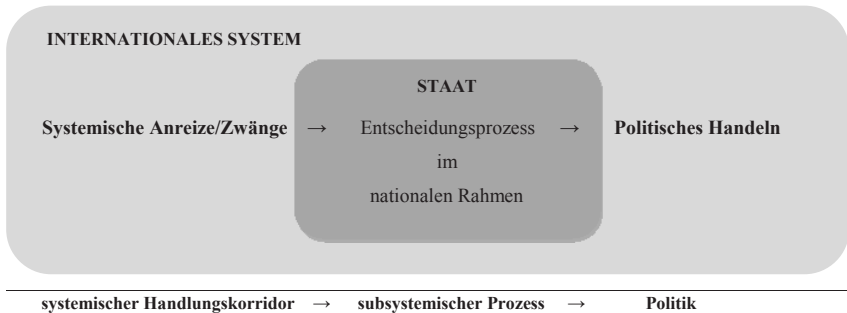 INTERNATIONALES SYSTEM
STAAT
Systemische Anreize/Zwänge → Entscheidungsprozess → Politisches Handeln
im
nationalen Rahmen
systemischer Handlungskorridor → subsystemischer Prozess → Politik